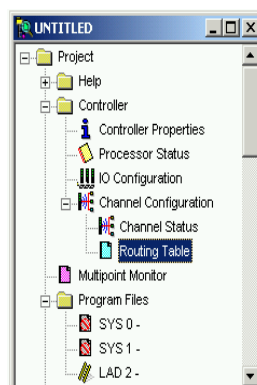 UNTITLED
Project
Help
Controller
Controller Properties
Processor Status
IO Configuration
Channel Configuration
Channel Status
Routing Table
Multipoint Monitor
Program Files
SYS 0 -
SYS 1 -
LAD 2 -